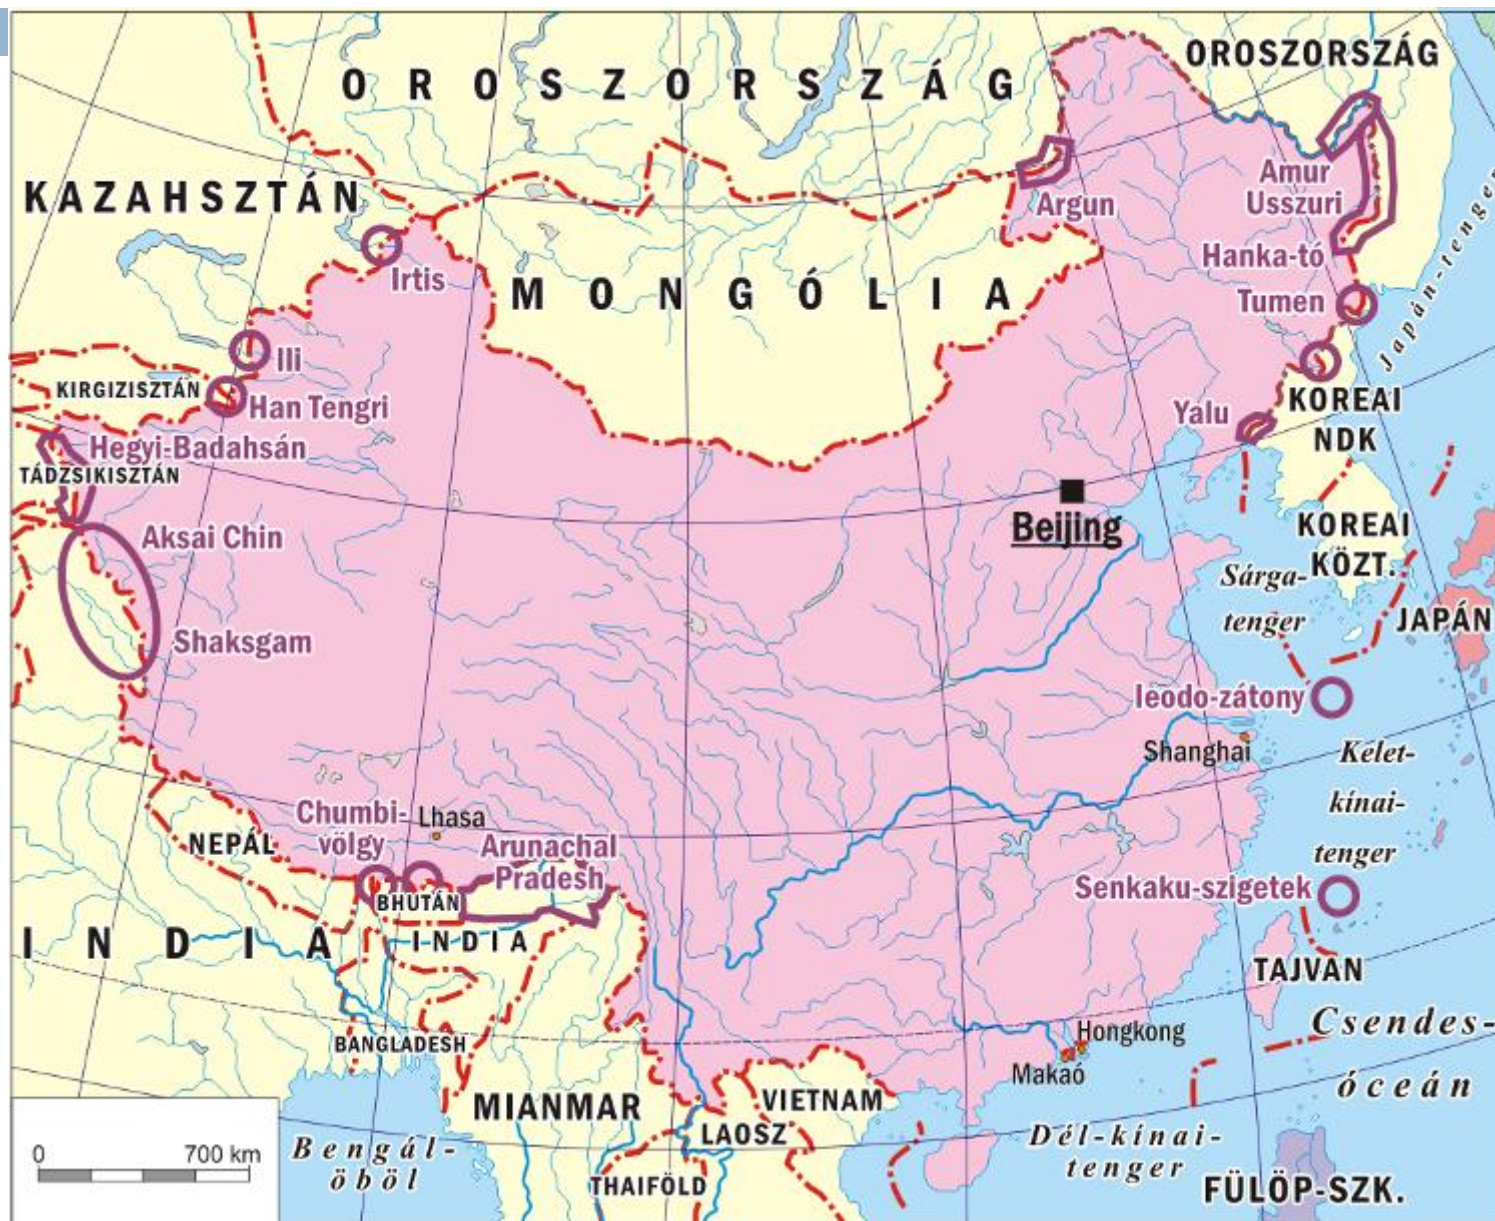 OROSZORSZÁG
OROSZORSZÁG
KAZAHSZTÁN
Argun
Amur
Usszuri
Hanka-tó
Irtis
MONGÓLIA
Tumen
Japán-tenger
Ili
KIRGIZISZTÁN
Han Tengri
KOREAI
NDK
Yalu
Hegyi-Badahsán
TÁDZSIKISZTÁN
Beijing
Aksai Chin
KOREAI
KÖZT.
Sárga-
tenger
JAPÁN
Shaksgam
Ieodo-zátony
Shanghai
Kelet-
kínai-
tenger
Chumbi-
völgy
Lhasa
NEPÁL
Arunachal
Pradesh
BHUTÁN
Senkaku-szigetek
INDIA
INDIA
TAJVAN
Csendes-
óceán
BANGLADESH
Hongkong
Makaó
MIANMAR
VIETNAM
LAOSZ
0 700 km
Bengál-
öböl
Dél-kínai-
tenger
THAIFÖLD
FÜLÖP-SZK.